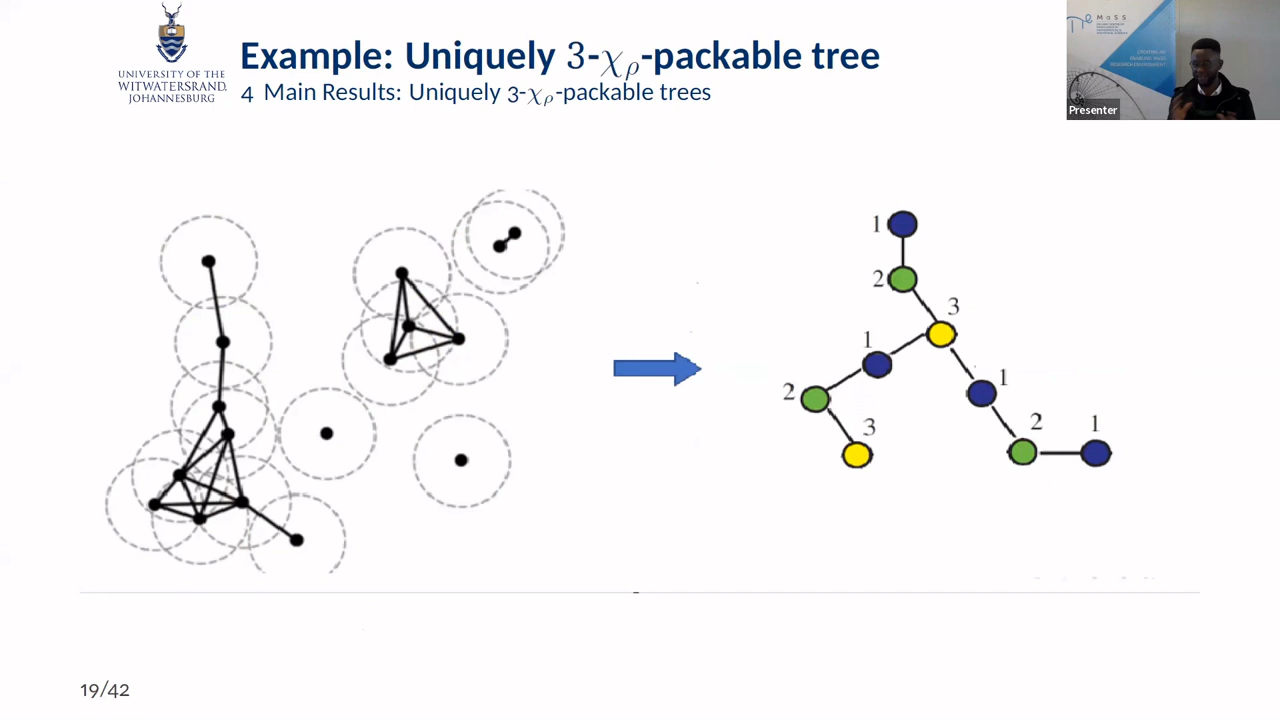 UNIVERSITY OF THE
WITWATERSRAND,
JOHANNESBURG
Example: Uniquely 3-χρ-packable tree
4 Main Results: Uniquely 3-χρ-packable trees
MaSS
Presenter
1
2
3
1
1
2
3
2
1
19/42